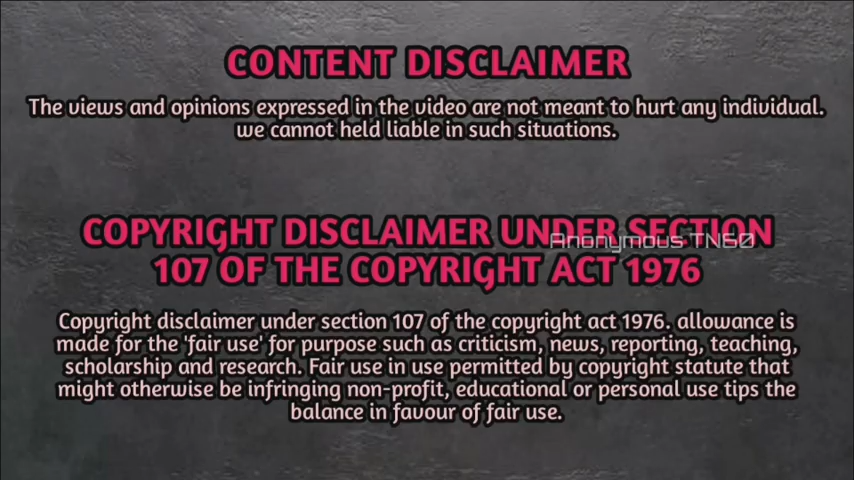 CONTENT DISCLAIMER
The views and opinions expressed in the video are not meant to hurt any individual.
we cannot held liable in such situations.
COPYRIGHT DISCLAIMER UNDER SECTION
Anonymous TN60
107 OF THE COPYRIGHT ACT 1976
Copyright disclaimer under section 107 of the copyright act 1976. allowance is
made for the 'fair use' for purpose such as criticism, news, reporting, teaching,
scholarship and research. Fair use in use permitted by copyright statute that
might otherwise be infringing non-profit, educational or personal use tips the
balance in favour of fair use.